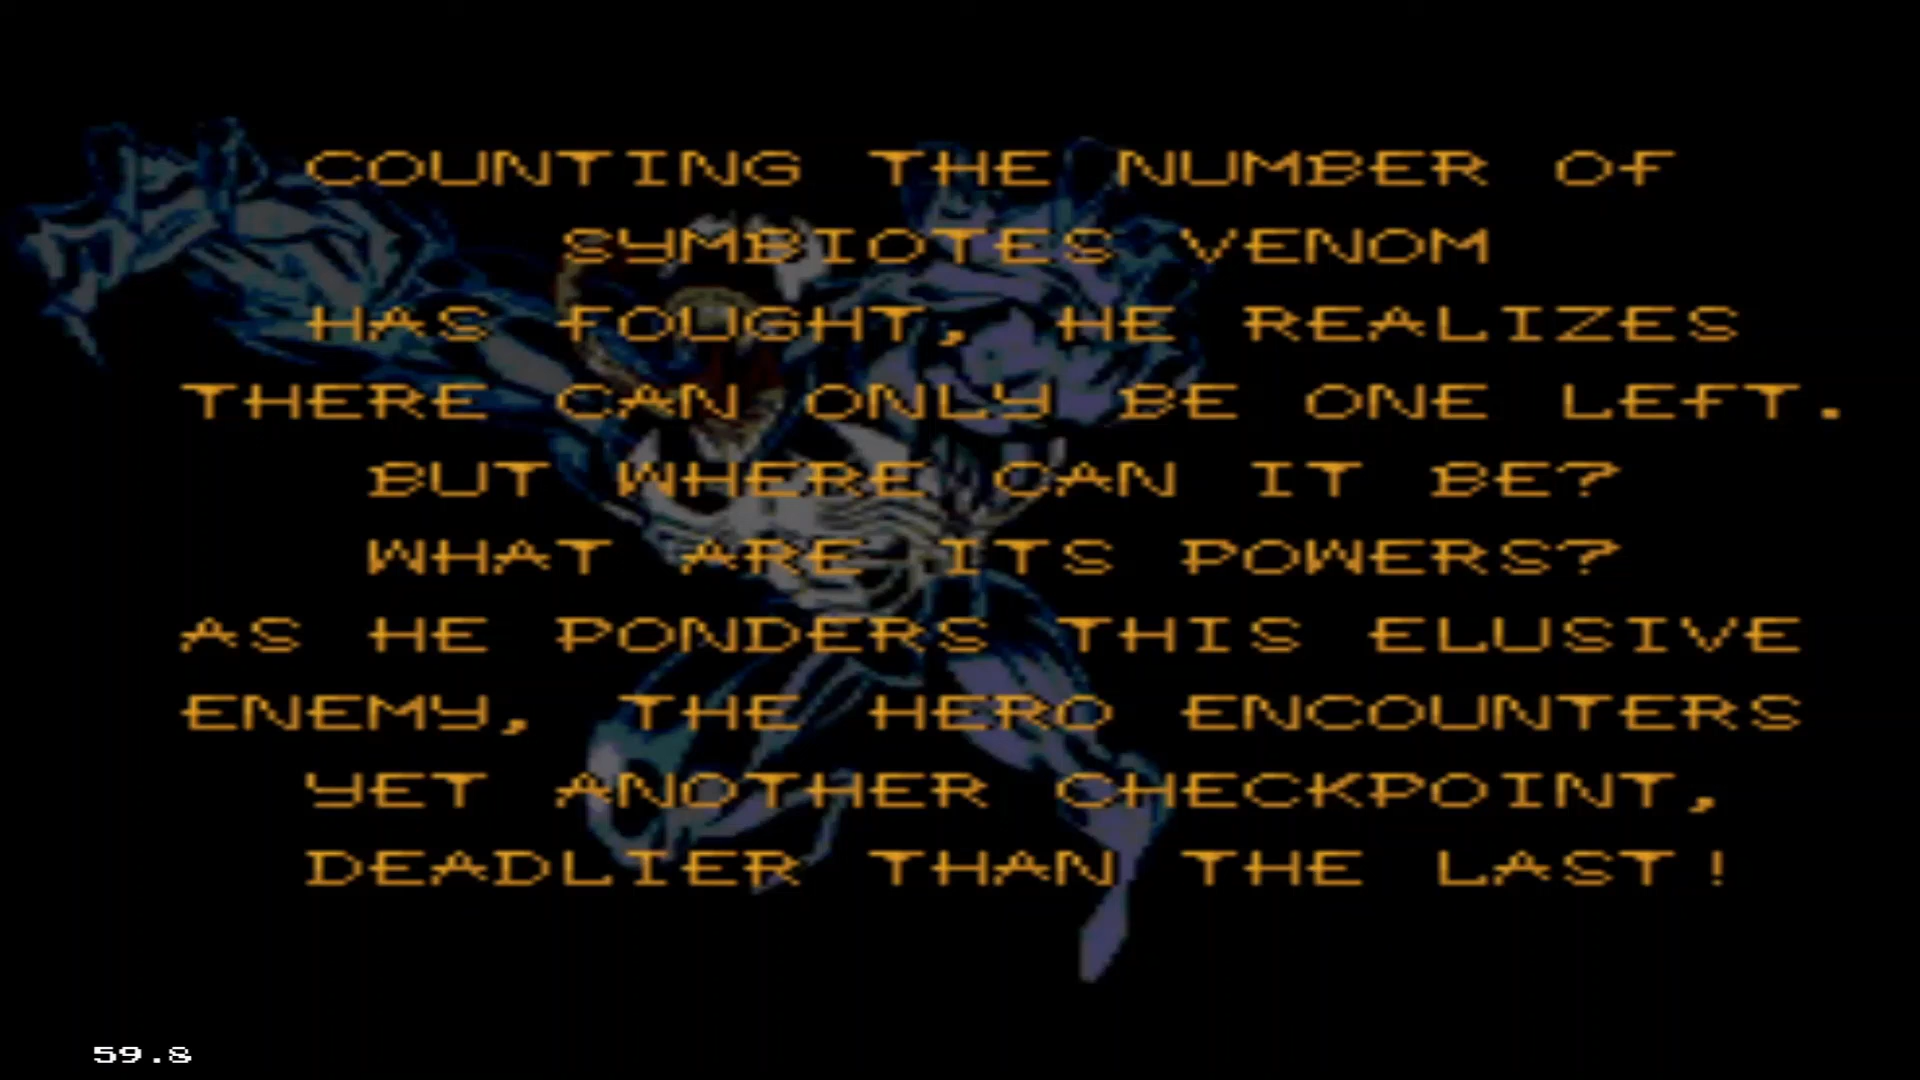 COUNTING THE NUMBER OF
SYMBIOTES VENOM
HAS FOUGHT, HE REALIZES
THERE CAN ONLY BE ONE LEFT.
BUT WHERE CAN IT BE?
WHAT ARE ITS POWERS?
AS HE PONDERS THIS ELUSIVE
ENEMY, THE HERO ENCOUNTERS
YET ANOTHER CHECKPOINT,
DEADLIER THAN THE LAST!
59.8